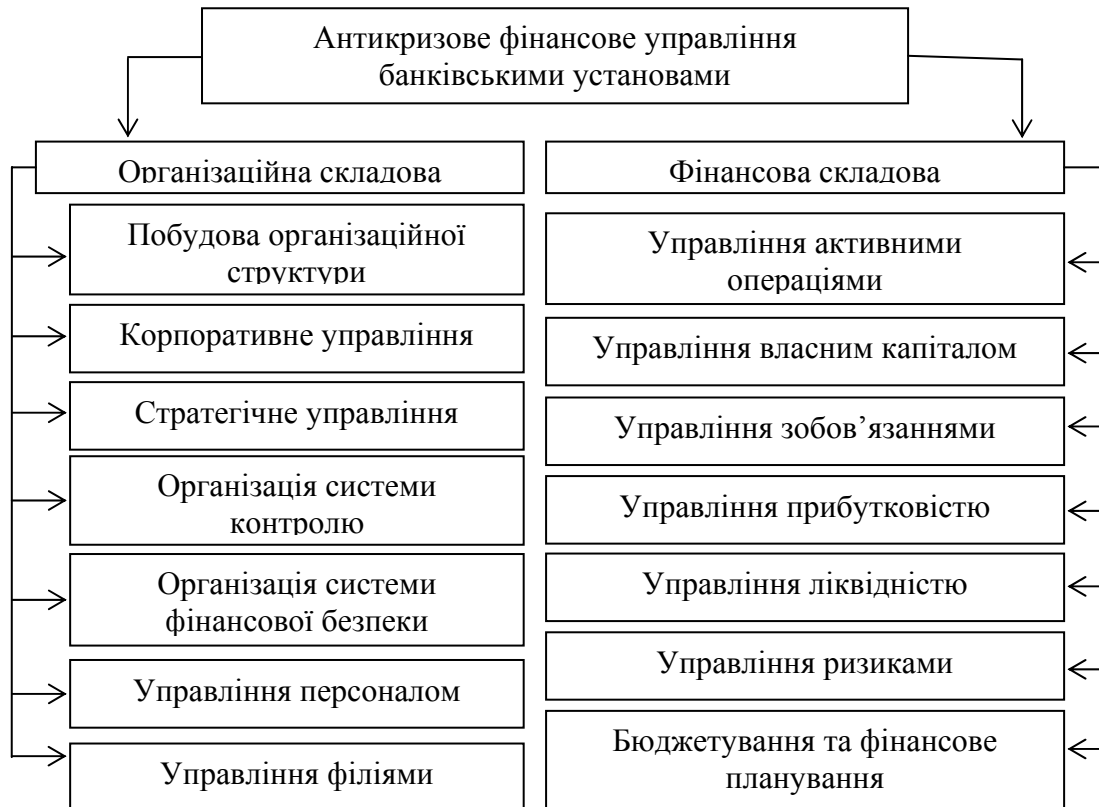 Антикризове фінансове управління
банківськими установами
Організаційна складова
Побудова організаційної
структури
Корпоративне управління
Стратегічне управління
Організація системи
контролю
Організація системи
фінансової безпеки
Управління персоналом
Управління філіями
Фінансова складова
Управління активними
операціями
Управління власним капіталом
Управління зобов’язаннями
Управління прибутковістю
Управління ліквідністю
Управління ризиками
Бюджетування та фінансове
планування